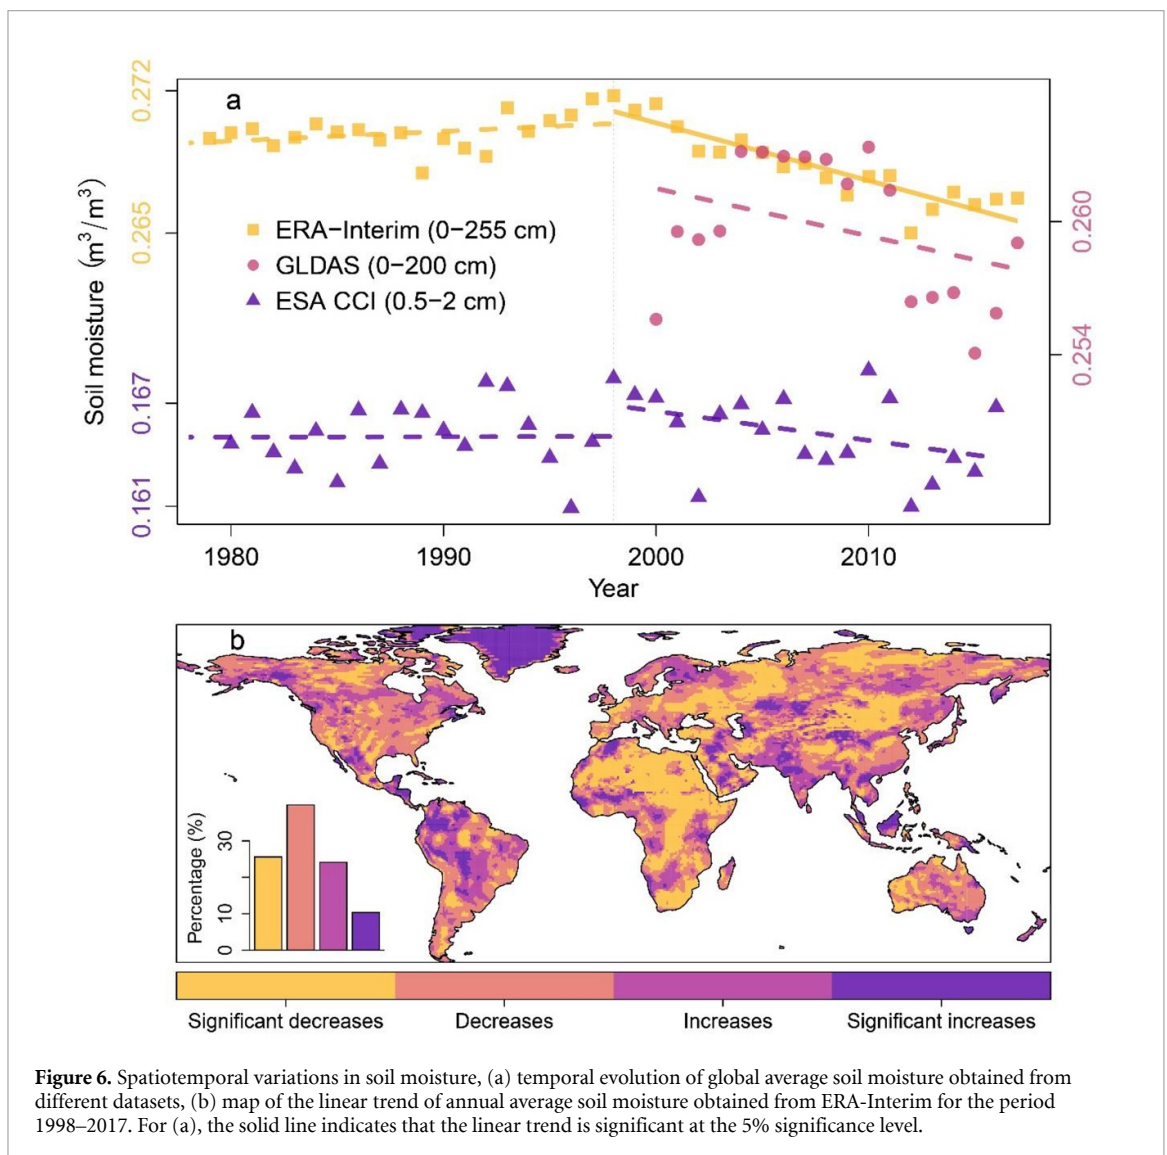 a
0.272
0.265
0.167
0.161
Soil moisture (m³/m³)
ERA−Interim (0−255 cm)
GLDAS (0−200 cm)
ESA CCI (0.5−2 cm)
0.260
0.254
1980 1990 2000 2010
Year
b
Percentage (%)
30
10
0
Significant decreases Decreases Increases Significant increases
Figure 6. Spatiotemporal variations in soil moisture, (a) temporal evolution of global average soil moisture obtained from
different datasets, (b) map of the linear trend of annual average soil moisture obtained from ERA-Interim for the period
1998–2017. For (a), the solid line indicates that the linear trend is significant at the 5% significance level.